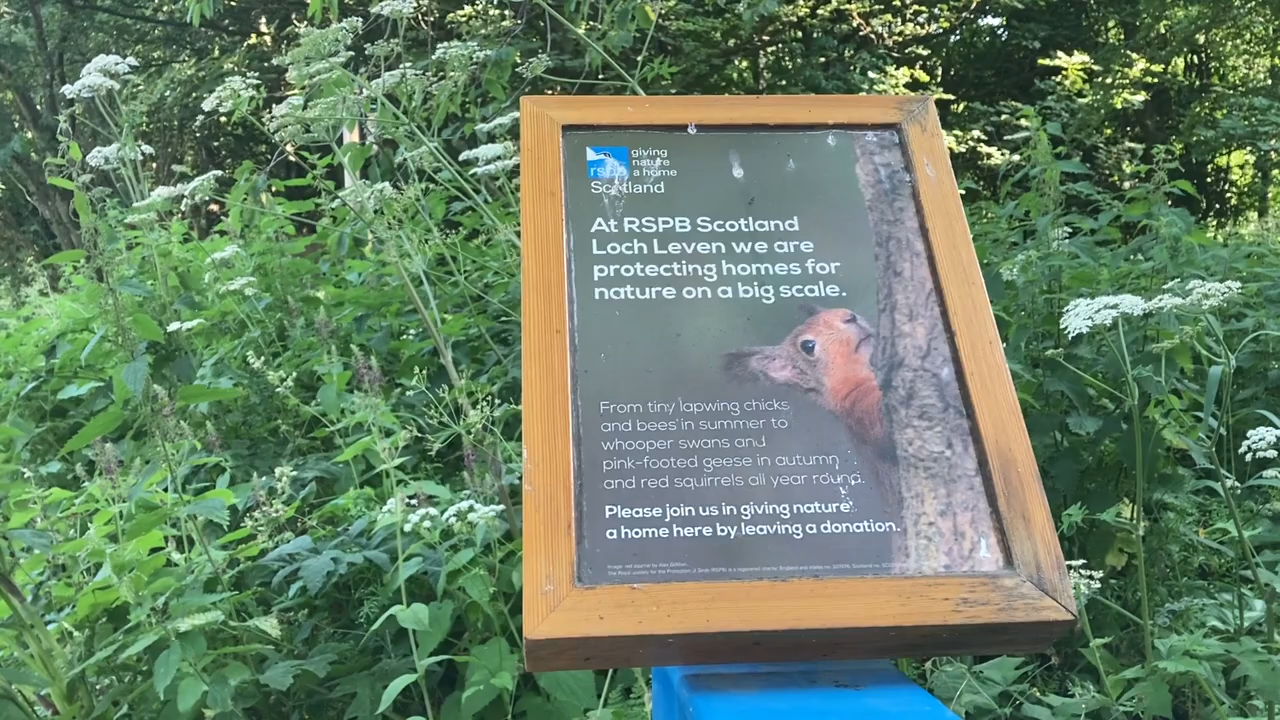 rspb
giving
nature
a home
Scotland
At RSPB Scotland
Loch Leven we are
protecting homes for
nature on a big scale.
From tiny lapwing chicks
and bees in summer to
whooper swans and
pink-footed geese in autumn
and red squirrels all year round.
Please join us in giving nature
a home here by leaving a donation.